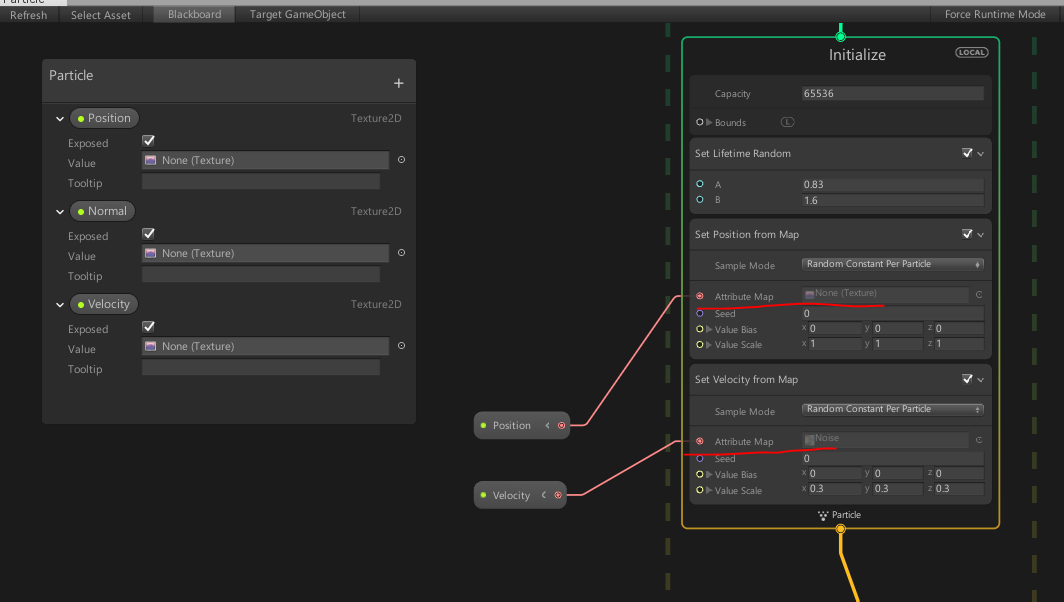 Particle
Refresh
Select Asset
Blackboard
Target GameObject
Force Runtime Mode
Particle
+
Position
Texture2D
Exposed
Value
None (Texture)
Tooltip
Normal
Texture2D
Exposed
Value
None (Texture)
Tooltip
Velocity
Texture2D
Exposed
Value
None (Texture)
Tooltip
Position
Velocity
Initialize
LOCAL
Capacity
65536
Bounds
L
Set Lifetime Random
A
0.83
B
1.6
Set Position from Map
Sample Mode
Random Constant Per Particle
Attribute Map
None (Texture)
Seed
0
Value Bias
x 0 y 0 z 0
Value Scale
x 1 y 1 z 1
Set Velocity from Map
Sample Mode
Random Constant Per Particle
Attribute Map
Noise
Seed
0
Value Bias
x 0 y 0 z 0
Value Scale
x 0.3 y 0.3 z 0.3
Particle